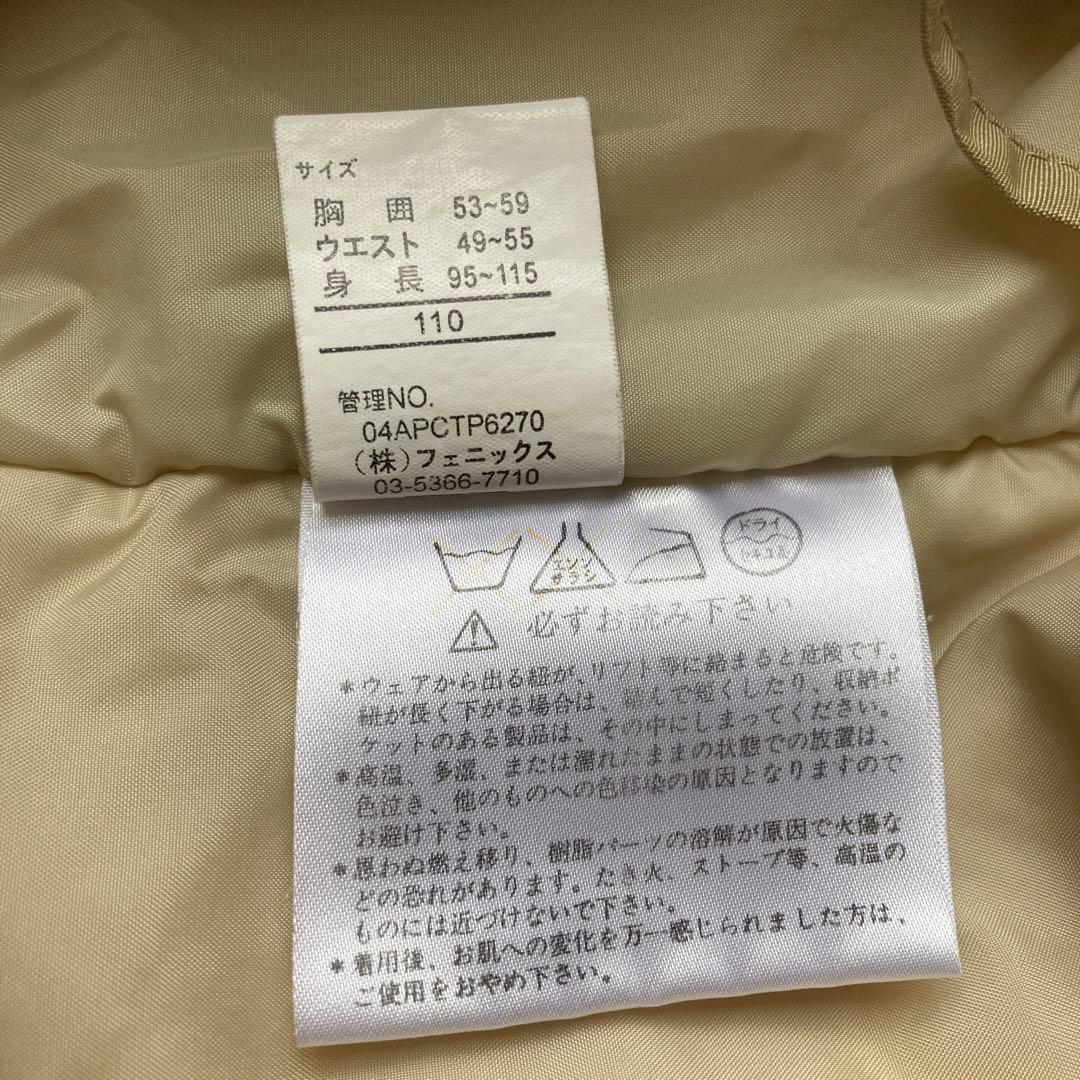 サイズ
胸 囲 53~59
ウエスト 49~55
身 長 95~115
110
管理NO.
04APCTP6270
(株)フェニックス
03-5366-7710
エンソ
サラシ
ドライ
必ずお読み下さい
*ウェアから出る紐が、リフト等に絡まると危険です。
紐が長く下がる場合は、結んで短くしたり、収納ポ
ケットのある製品は、その中にしまってください。
*高温、多湿、または濡れたままの状態での放置は、
色泣き、他のものへの色移染の原因となりますので
お避け下さい。
*思わぬ燃え移り、樹脂パーツの溶解が原因で火傷な
どの恐れがあります。たき火、ストーブ等、高温の
ものには近づけないで下さい。
*着用後、お肌への変化を万一感じられました方は、
ご使用をおやめ下さい。